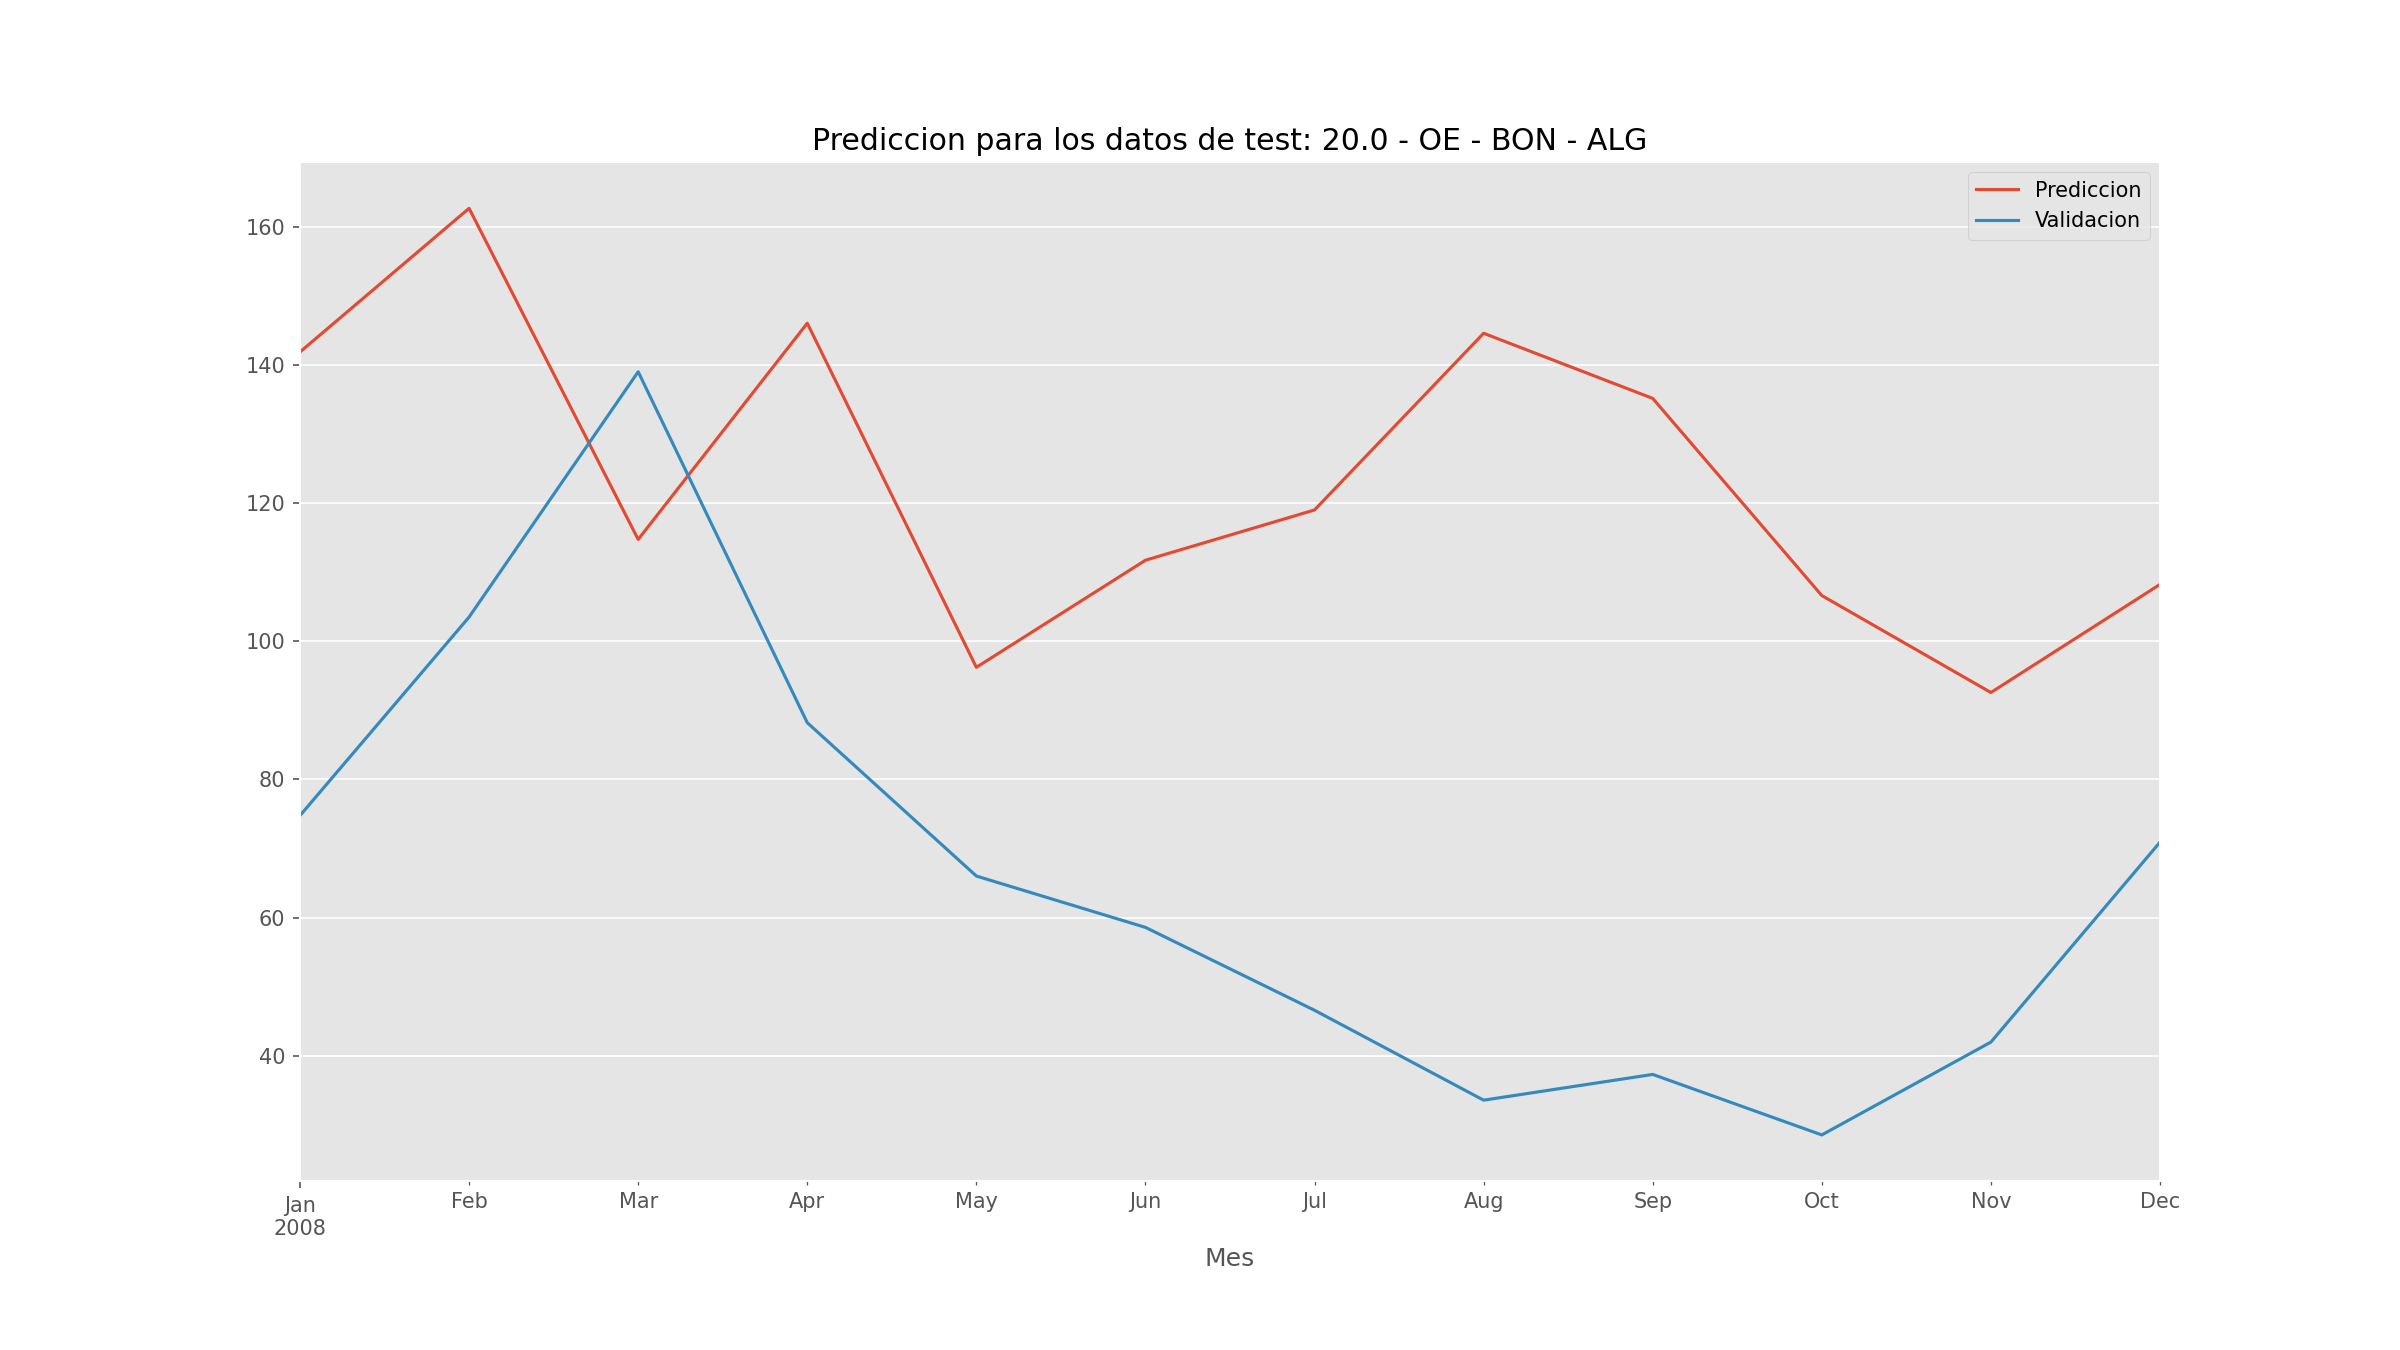 Prediccion para los datos de test: 20.0 - OE - BON - ALG
Prediccion
Validacion
160
140
120
100
80
60
40
Jan Feb Mar Apr May Jun Jul Aug Sep Oct Nov Dec
2008
Mes